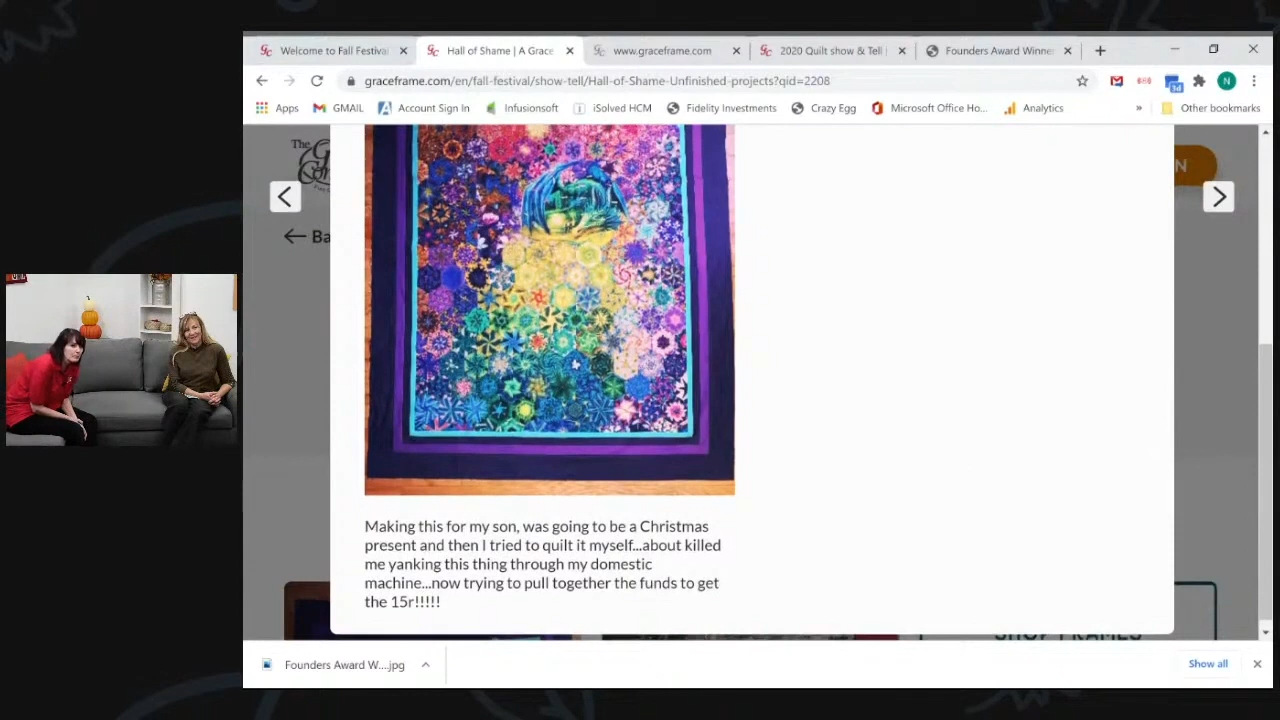 Welcome to Fall Festiva
Hall of Shame | A Grace
www.graceframe.com
2020 Quilt show & Tell
Founders Award Winne
graceframe.com/en/fall-festival/show-tell/Hall-of-Shame-Unfinished-projects?qid=2208
N
Apps
GMAIL
Account Sign In
Infusionsoft
iSolved HCM
Fidelity Investments
Crazy Egg
Microsoft Office Ho...
Analytics
»
Other bookmarks
The
N
Ba
Making this for my son, was going to be a Christmas
present and then I tried to quilt it myself...about killed
me yanking this thing through my domestic
machine...now trying to pull together the funds to get
the 15r!!!!!
SHOP FRAMES
Founders Award W....jpg
Show all